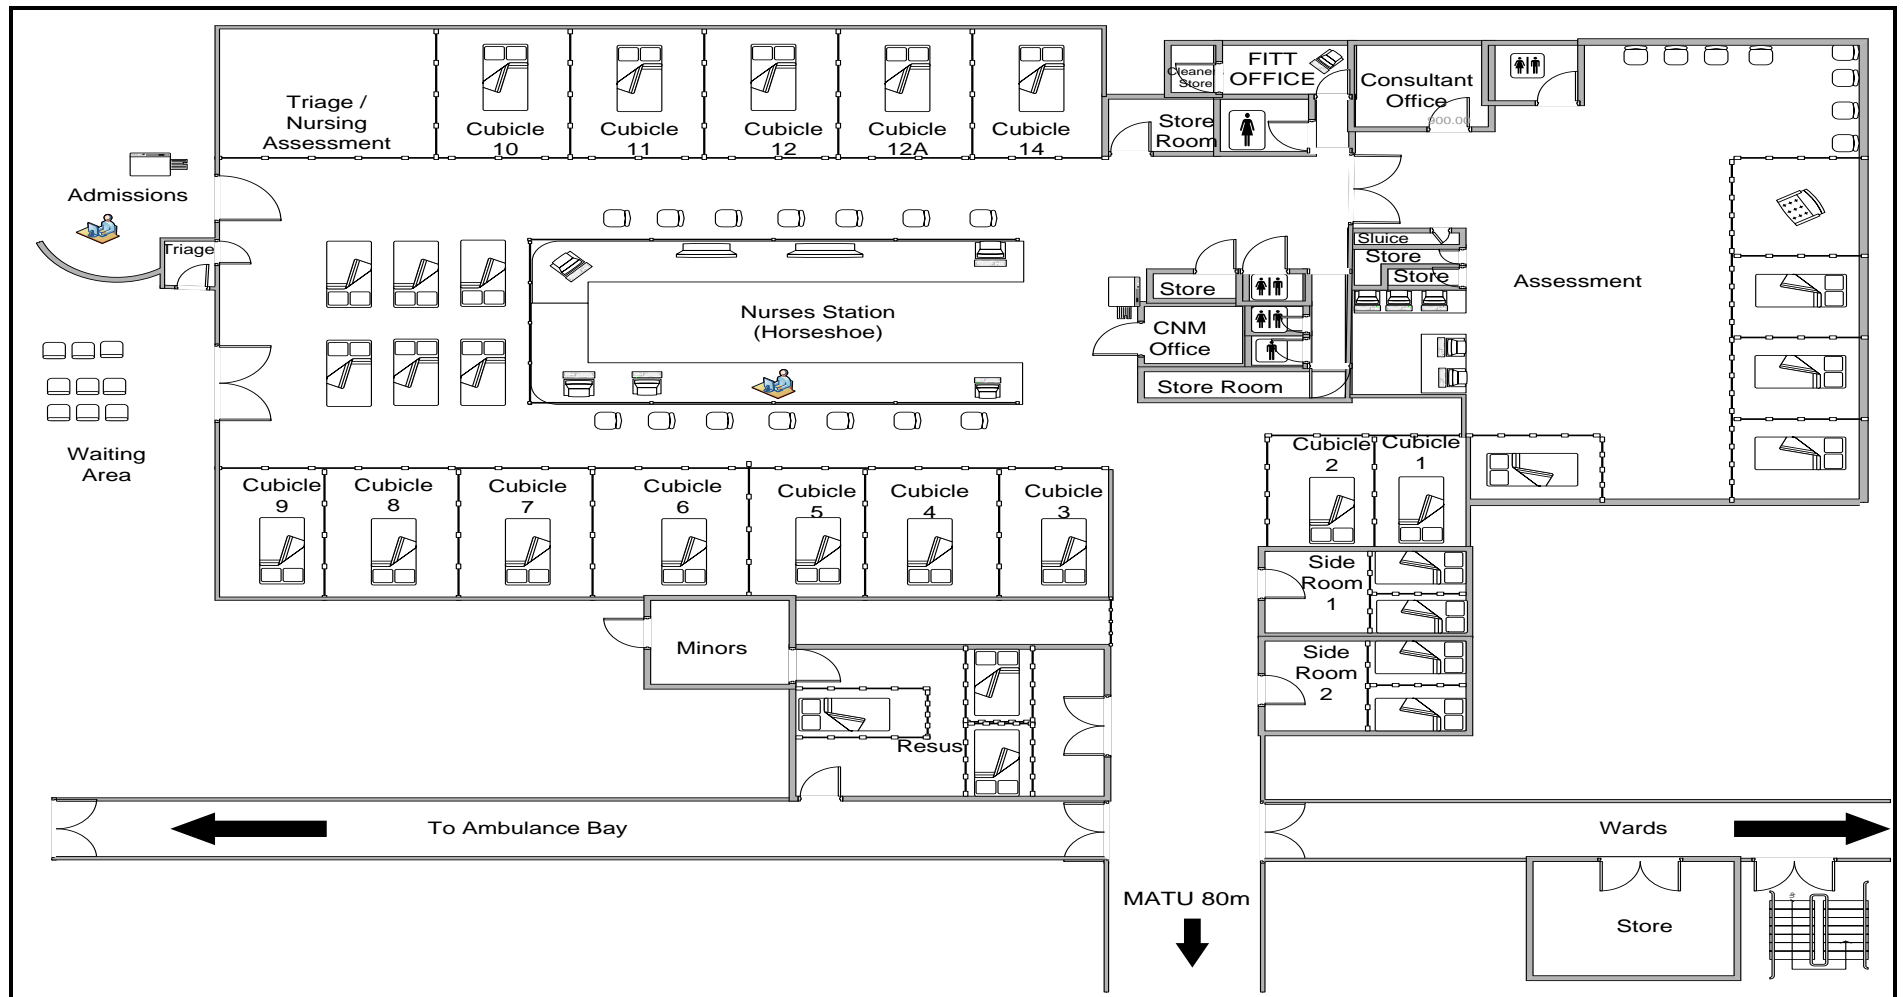 Triage /
Nursing
Assessment
Cubicle
10
Cubicle
11
Cubicle
12
Cubicle
12A
Cubicle
14
Cleaner
Store
FITT
OFFICE
Consultant
Office
900.00
Store
Room
Admissions
Triage
Waiting
Area
Nurses Station
(Horseshoe)
Store
CNM
Office
Store Room
Sluice
Store
Store
Assessment
Cubicle
9
Cubicle
8
Cubicle
7
Cubicle
6
Cubicle
5
Cubicle
4
Cubicle
3
Cubicle
2
Cubicle
1
Side
Room
1
Side
Room
2
Minors
Resus
To Ambulance Bay
Wards
MATU 80m
Store